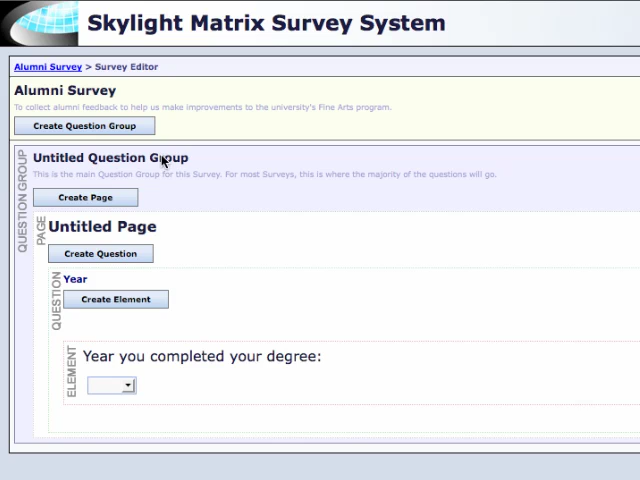 Skylight Matrix Survey System
Alumni Survey > Survey Editor
Alumni Survey
To collect alumni feedback to help us make improvements to the university's Fine Arts program.
Create Question Group
QUESTION GROUP
Untitled Question Group
This is the main Question Group for this Survey. For most Surveys, this is where the majority of the questions will go.
Create Page
PAGE
Untitled Page
Create Question
QUESTION
Year
Create Element
ELEMENT
Year you completed your degree: